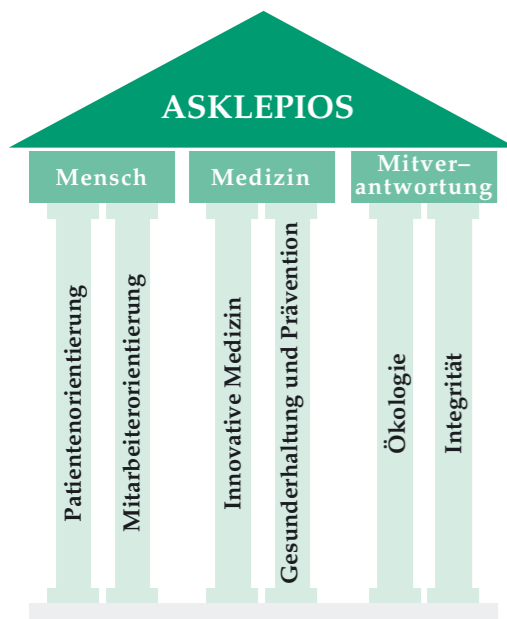 ASKLEPIOS
Mensch
Medizin
Mitver–
antwortung
Patientenorientierung
Mitarbeiterorientierung
Innovative Medizin
Gesunderhaltung und Prävention
Ökologie
Integrität